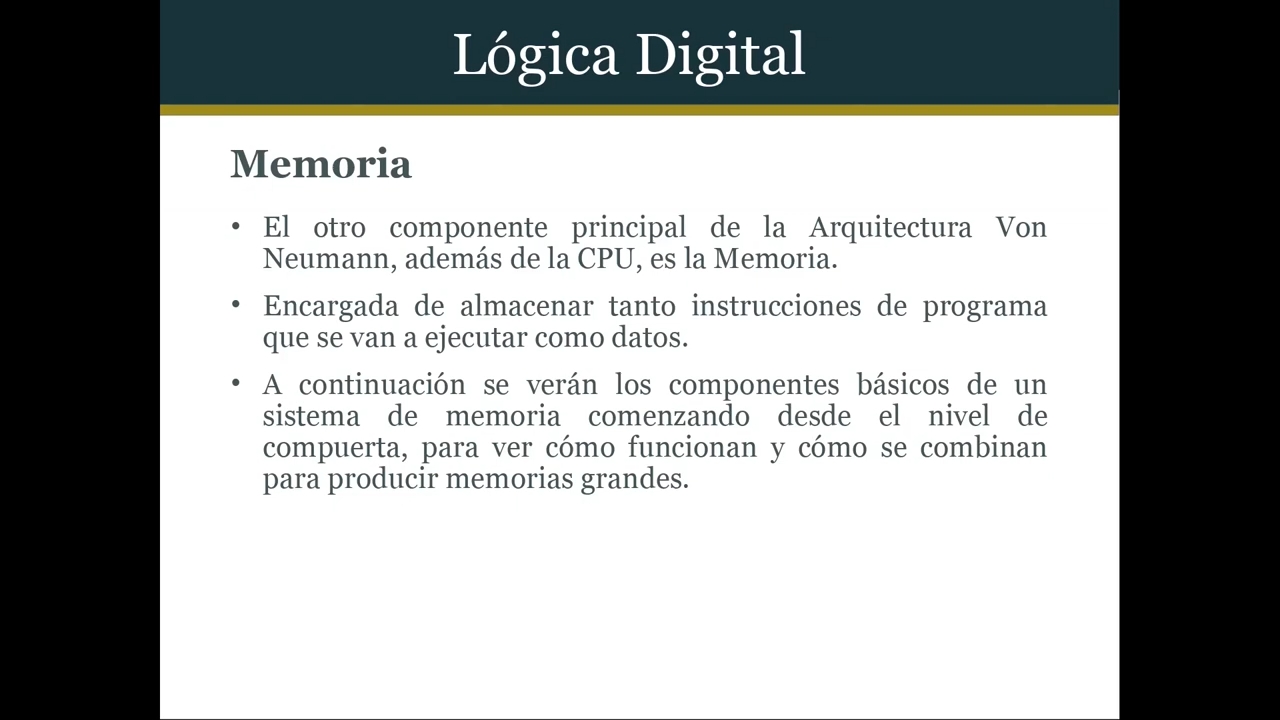 Lógica Digital
Memoria
• El otro componente principal de la Arquitectura Von
Neumann, además de la CPU, es la Memoria.
• Encargada de almacenar tanto instrucciones de programa
que se van a ejecutar como datos.
• A continuación se verán los componentes básicos de un
sistema de memoria comenzando desde el nivel de
compuerta, para ver cómo funcionan y cómo se combinan
para producir memorias grandes.